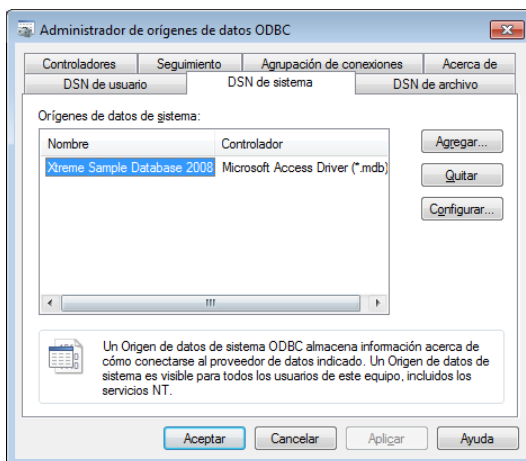 Administrador de orígenes de datos ODBC
Controladores Seguimiento Agrupación de conexiones Acerca de
DSN de usuario DSN de sistema DSN de archivo
Orígenes de datos de sistema:
Nombre Controlador
Xtreme Sample Database 2008 Microsoft Access Driver (*.mdb)
Agregar...
Quitar
Configurar...
Un Origen de datos de sistema ODBC almacena información acerca de
cómo conectarse al proveedor de datos indicado. Un Origen de datos de
sistema es visible para todos los usuarios de este equipo, incluidos los
servicios NT.
Aceptar Cancelar Aplicar Ayuda